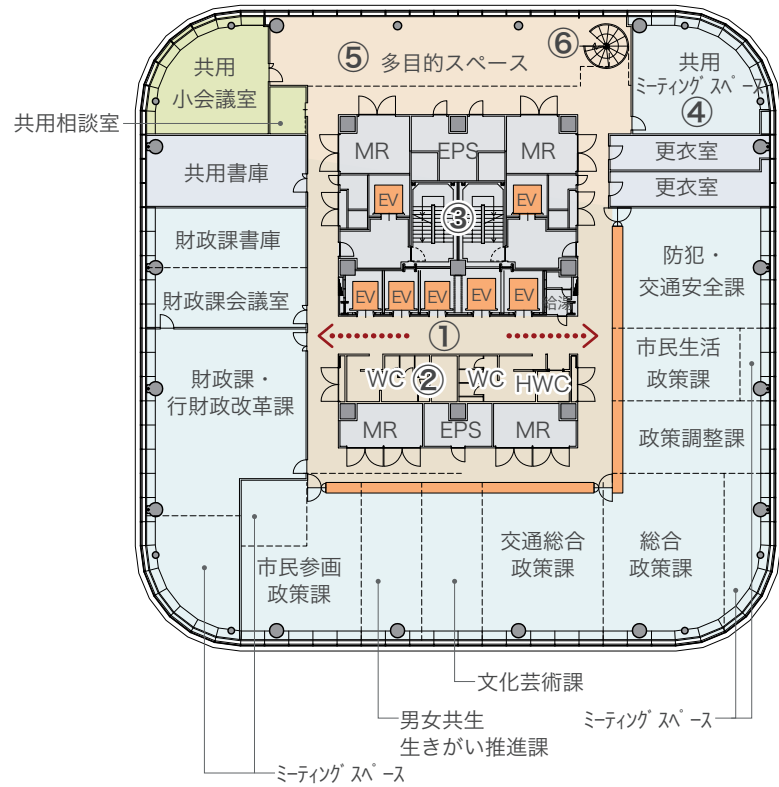 ⑤
多目的スペース
⑥
共用
小会議室
共用
ミーティングスペース
④
共用相談室
MR
EPS
MR
更衣室
共用書庫
更衣室
EV
EV
③
財政課書庫
防犯・
交通安全課
財政課会議室
EV
EV
EV
EV
EV
給湯
①
市民生活
政策課
財政課・
行財政改革課
WC
②
WC
HWC
MR
EPS
MR
政策調整課
市民参画
政策課
交通総合
政策課
総合
政策課
文化芸術課
男女共生
生きがい推進課
ミーティングスペース
ミーティングスペース